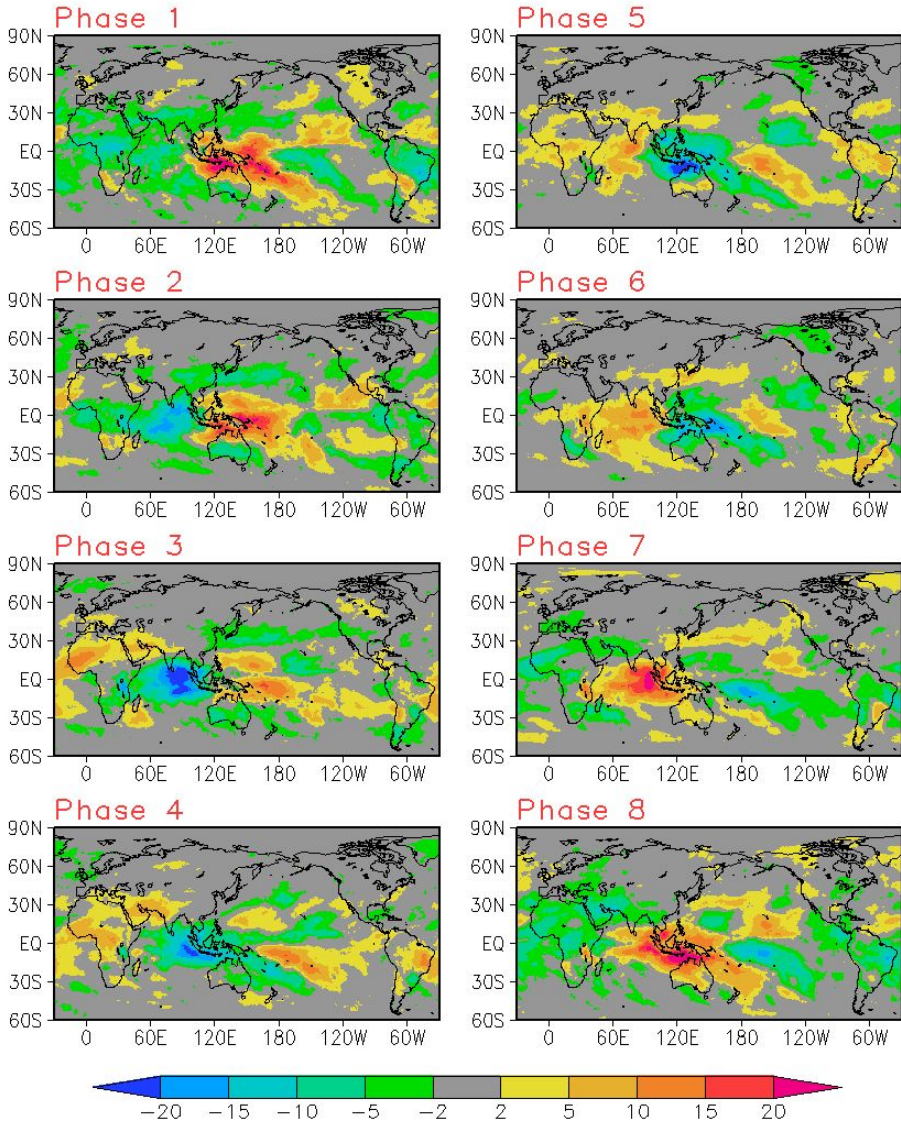 Phase 1
90N
60N
30N
EQ
30S
60S
0 60E 120E 180 120W 60W
Phase 5
90N
60N
30N
EQ
30S
60S
0 60E 120E 180 120W 60W
Phase 2
90N
60N
30N
EQ
30S
60S
0 60E 120E 180 120W 60W
Phase 6
90N
60N
30N
EQ
30S
60S
0 60E 120E 180 120W 60W
Phase 3
90N
60N
30N
EQ
30S
60S
0 60E 120E 180 120W 60W
Phase 7
90N
60N
30N
EQ
30S
60S
0 60E 120E 180 120W 60W
Phase 4
90N
60N
30N
EQ
30S
60S
0 60E 120E 180 120W 60W
Phase 8
90N
60N
30N
EQ
30S
60S
0 60E 120E 180 120W 60W
−20 −15 −10 −5 −2 2 5 10 15 20